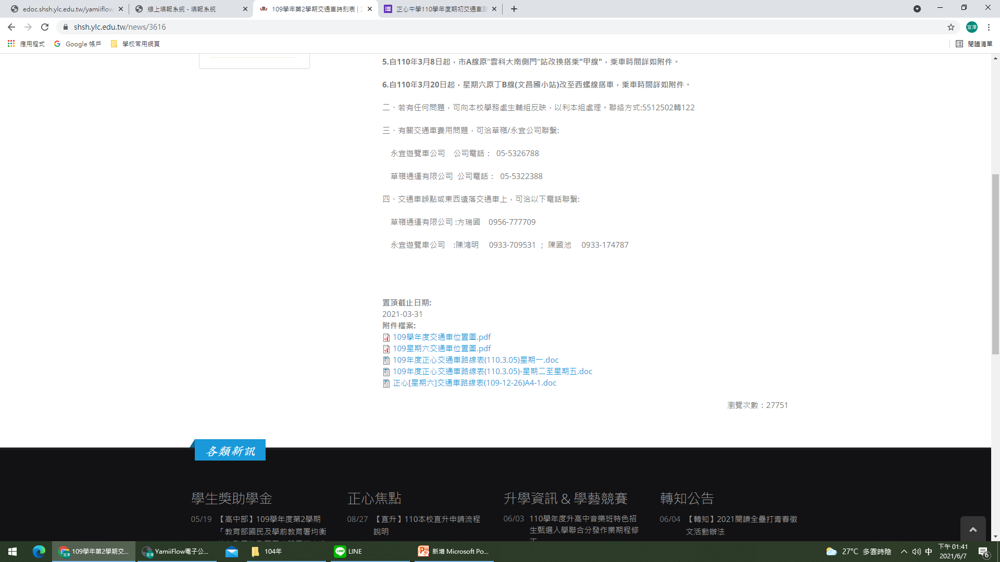 edoc.shsh.ylc.edu.tw/yamiiflow
線上填報系統 - 填報系統
109學年第2學期交通車時刻表 |
正心中學110學年度期初交通車
shsh.ylc.edu.tw/news/3616
宜澤
應用程式
Google 帳戶
學校常用網頁
閱讀清單
5.自110年3月8日起，市A線原"雲科大南側門"站改換搭乘"甲線"，乘車時間詳如附件。
6.自110年3月20日起，星期六原丁B線(文昌國小站)改至西螺線搭車，乘車時間詳如附件。
二、若有任何問題，可向本校學務處生輔組反映，以利本組處理。聯絡方式:5512502轉122
三、有關交通車費用問題，可洽草嶺/永宜公司聯繫:
永宜遊覽車公司 公司電話： 05-5326788
草嶺通運有限公司 公司電話： 05-5322388
四、交通車誤點或東西遺落交通車上，可洽以下電話聯繫:
草嶺通運有限公司 :方瑞國 0956-777709
永宜遊覽車公司 :陳鴻明 0933-709531 ； 陳國池 0933-174787
置頂截止日期:
2021-03-31
附件檔案:
109學年度交通車位置圖.pdf
109星期六交通車位置圖.pdf
109年度正心交通車路線表(110.3.05)星期一.doc
109年度正心交通車路線表(110.3.05)-星期二至星期五.doc
正心[星期六]交通車路線表(109-12-26)A4-1.doc
瀏覽次數：27751
各類新訊
學生獎助學金
05/19 【高中部】109學年度第2學期
「教育部國民及學前教育署均衡
正心焦點
08/27 【直升】110本校直升申請流程
說明
升學資訊 & 學藝競賽
06/03 110學年度升高中音樂班特色招
生甄選入學聯合分發作業期程修
正
轉知公告
06/04 【轉知】2021閱讀全壘打青春徵
文活動辦法
109學年第2學期交...
YamiiFlow電子公...
104年
LINE
新增 Microsoft Po...
27°C 多雲時陰
中
下午 01:41
2021/6/7
6